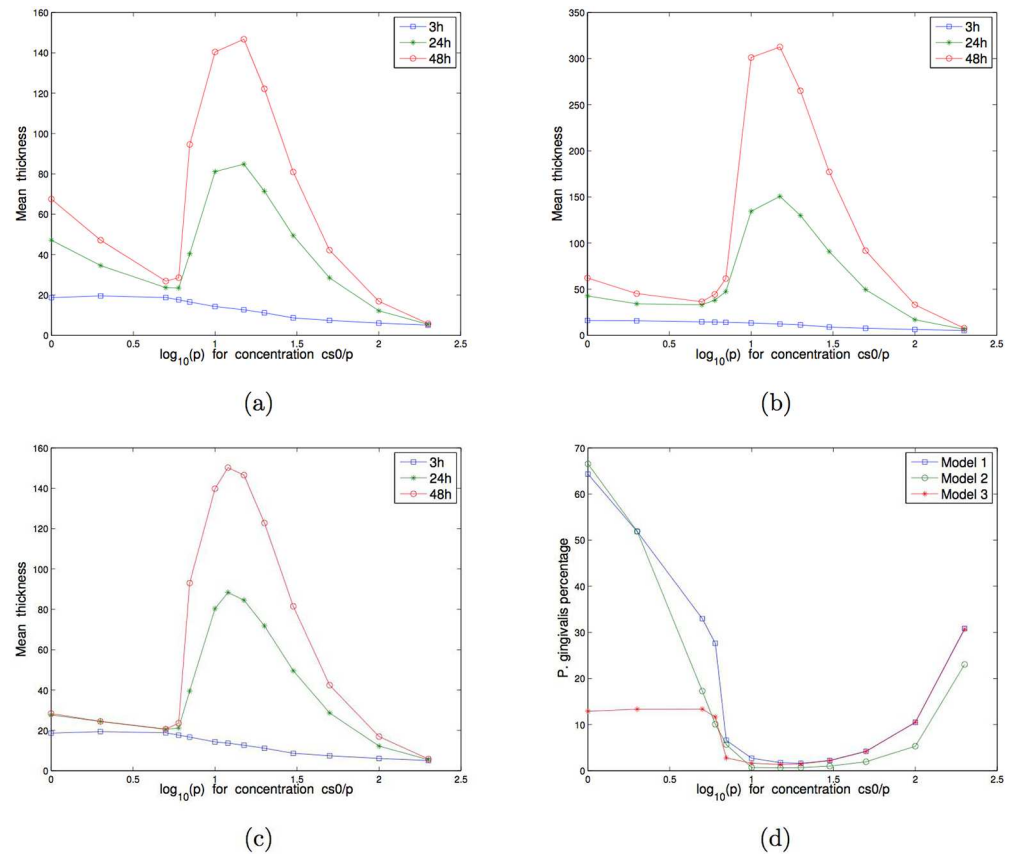 160
140
120
100
80
60
40
20
0
Mean thickness
0 0.5 1 1.5 2 2.5
log10(p) for concentration cs0/p
3h
24h
48h
(a)
350
300
250
200
150
100
50
0
Mean thickness
0 0.5 1 1.5 2 2.5
log10(p) for concentration cs0/p
3h
24h
48h
(b)
160
140
120
100
80
60
40
20
0
Mean thickness
0 0.5 1 1.5 2 2.5
log10(p) for concentration cs0/p
3h
24h
48h
(c)
70
60
50
40
30
20
10
0
P. gingivalis percentage
0 0.5 1 1.5 2 2.5
log10(p) for concentration cs0/p
Model 1
Model 2
Model 3
(d)